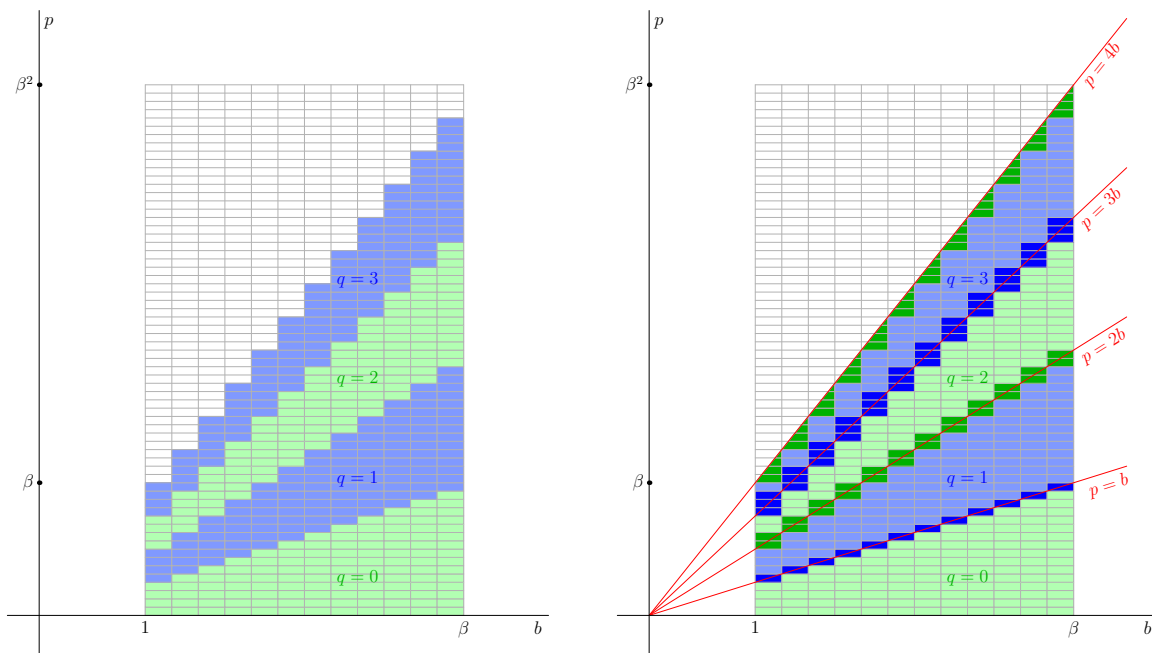 p
β²
q = 3
q = 2
β
q = 1
q = 0
1
β
b
p
β²
p = 4b
p = 3b
q = 3
q = 2
p = 2b
β
q = 1
p = b
q = 0
1
β
b